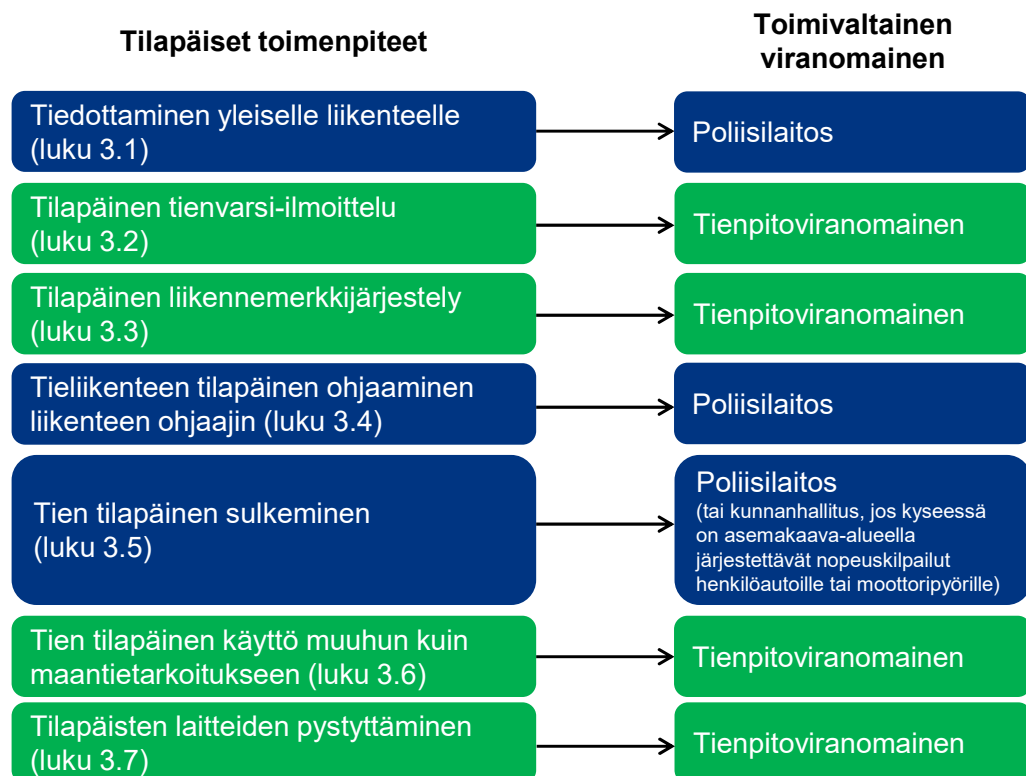 Tilapäiset toimenpiteet
Toimivaltainen
viranomainen
Tiedottaminen yleiselle liikenteelle
(luku 3.1)
Poliisilaitos
Tilapäinen tienvarsi-ilmoittelu
(luku 3.2)
Tienpitoviranomainen
Tilapäinen liikennemerkkijärjestely
(luku 3.3)
Tienpitoviranomainen
Tieliikenteen tilapäinen ohjaaminen
liikenteen ohjaajin (luku 3.4)
Poliisilaitos
Tien tilapäinen sulkeminen
(luku 3.5)
Poliisilaitos
(tai kunnanhallitus, jos kyseessä
on asemakaava-alueella
järjestettävät nopeuskilpailut
henkilöautoille tai moottoripyörille)
Tien tilapäinen käyttö muuhun kuin
maantietarkoitukseen (luku 3.6)
Tienpitoviranomainen
Tilapäisten laitteiden pystyttäminen
(luku 3.7)
Tienpitoviranomainen